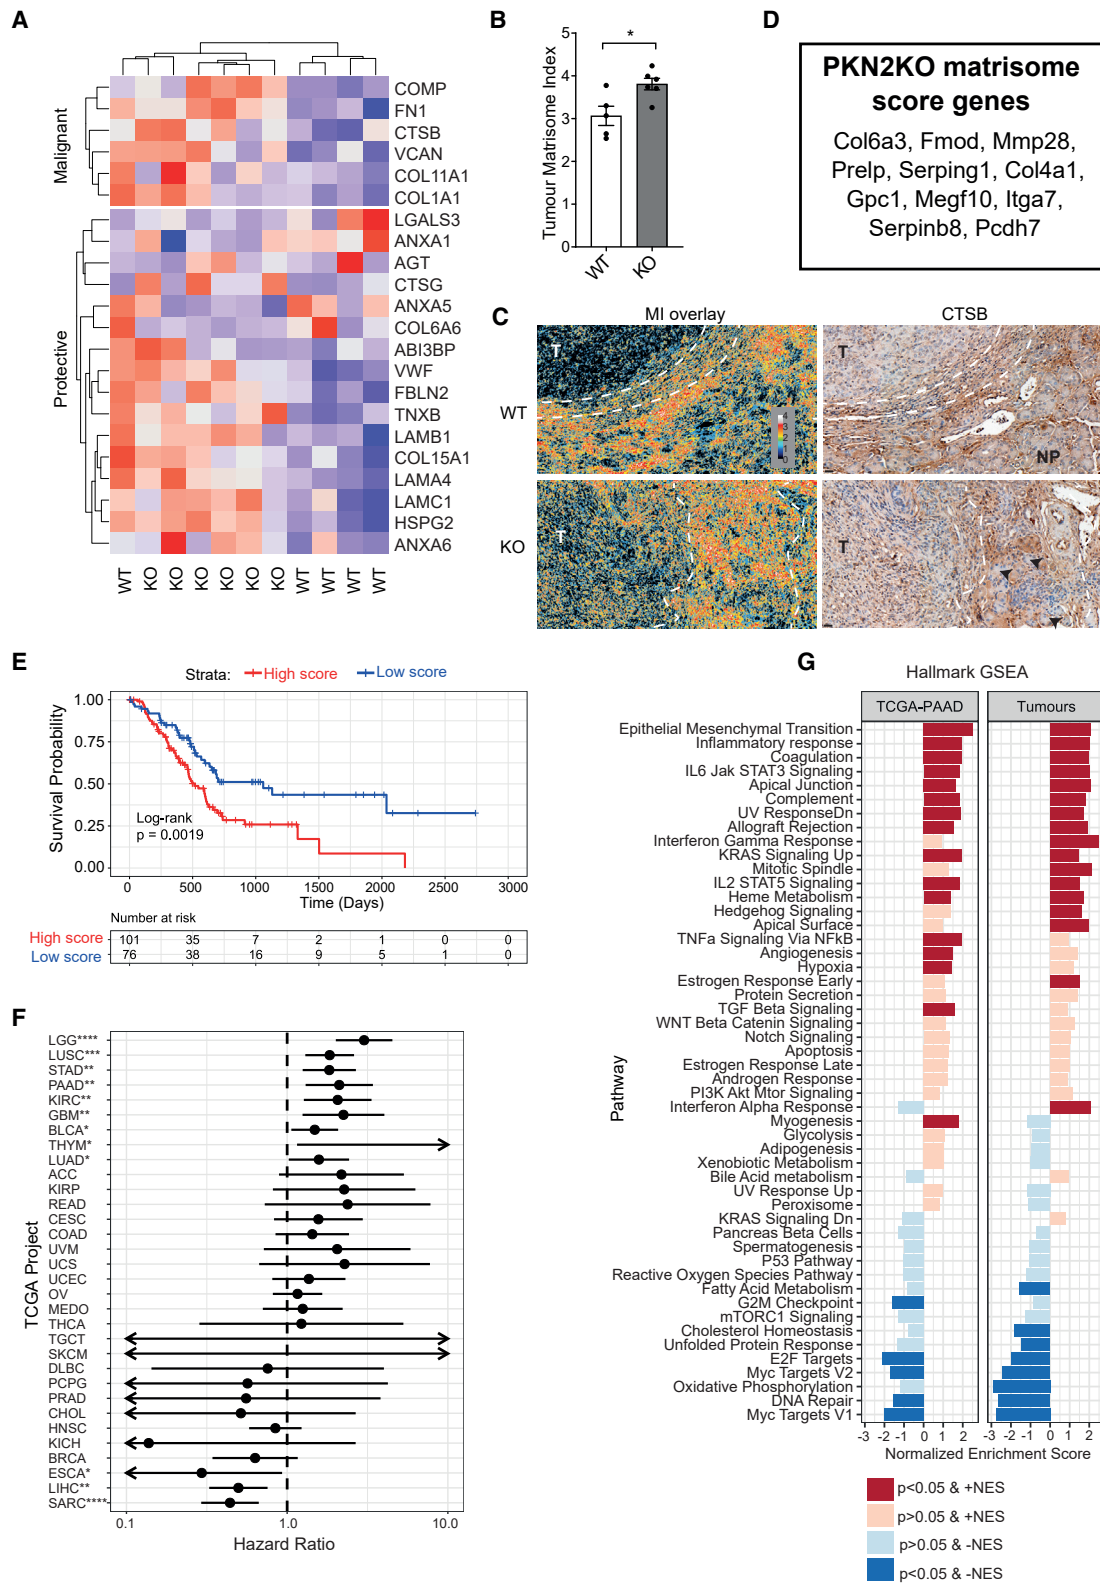 A
Malignant
Protective
COMP
FN1
CTSB
VCAN
COL11A1
COL1A1
LGALS3
ANXA1
AGT
CTSG
ANXA5
COL6A6
ABI3BP
VWF
FBLN2
TNXB
LAMB1
COL15A1
LAMA4
LAMC1
HSPG2
ANXA6
WT KO KO KO KO KO KO WT WT WT WT
B
Tumour Matrisome Index
5
4
3
2
1
0
*
WT KO
D
PKN2KO matrisome
score genes
Col6a3, Fmod, Mmp28,
Prelp, Serping1, Col4a1,
Gpc1, Megf10, Itga7,
Serpinb8, Pcdh7
C
MI overlay CTSB
WT
KO
T
4
3
2
1
0
T
NP
T
T
E
Strata: High score Low score
Survival Probability
1.00
0.75
0.50
0.25
0.00
Log-rank
p = 0.0019
0 500 1000 1500 2000 2500 3000
Time (Days)
Number at risk
High score 101 35 7 2 1 0 0
Low score 76 38 16 9 5 1 0
F
TCGA Project
LGG****
LUSC***
STAD**
PAAD**
KIRC**
GBM**
BLCA*
THYM*
LUAD*
ACC
KIRP
READ
CESC
COAD
UVM
UCS
UCEC
OV
MEDO
THCA
TGCT
SKCM
DLBC
PCPG
PRAD
CHOL
HNSC
KICH
BRCA
ESCA*
LIHC**
SARC****
0.1 1.0 10.0
Hazard Ratio
G
Hallmark GSEA
TCGA-PAAD Tumours
Pathway
Epithelial Mesenchymal Transition
Inflammatory response
Coagulation
IL6 Jak STAT3 Signaling
Apical Junction
Complement
UV ResponseDn
Allograft Rejection
Interferon Gamma Response
KRAS Signaling Up
Mitotic Spindle
IL2 STAT5 Signaling
Heme Metabolism
Hedgehog Signaling
Apical Surface
TNFa Signaling Via NFkB
Angiogenesis
Hypoxia
Estrogen Response Early
Protein Secretion
TGF Beta Signaling
WNT Beta Catenin Signaling
Notch Signaling
Apoptosis
Estrogen Response Late
Androgen Response
PI3K Akt Mtor Signaling
Interferon Alpha Response
Myogenesis
Glycolysis
Adipogenesis
Xenobiotic Metabolism
Bile Acid metabolism
UV Response Up
Peroxisome
KRAS Signaling Dn
Pancreas Beta Cells
Spermatogenesis
P53 Pathway
Reactive Oxygen Species Pathway
Fatty Acid Metabolism
G2M Checkpoint
mTORC1 Signaling
Cholesterol Homeostasis
Unfolded Protein Response
E2F Targets
Myc Targets V2
Oxidative Phosphorylation
DNA Repair
Myc Targets V1
-3 -2 -1 0 1 2 -3 -2 -1 0 1 2
Normalized Enrichment Score
p<0.05 & +NES
p>0.05 & +NES
p>0.05 & -NES
p<0.05 & -NES